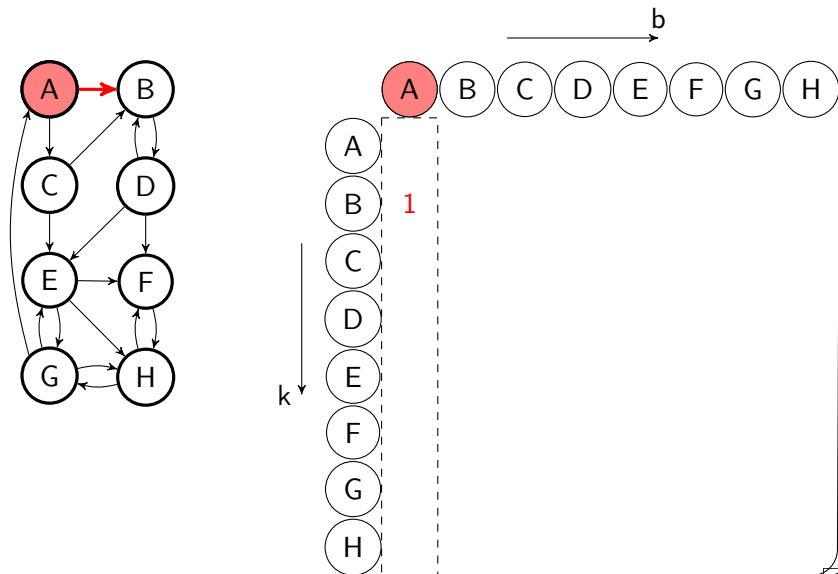 b
A B A B C D E F G H
A
C D B 1
C
E F D
k E
G H F
G
H